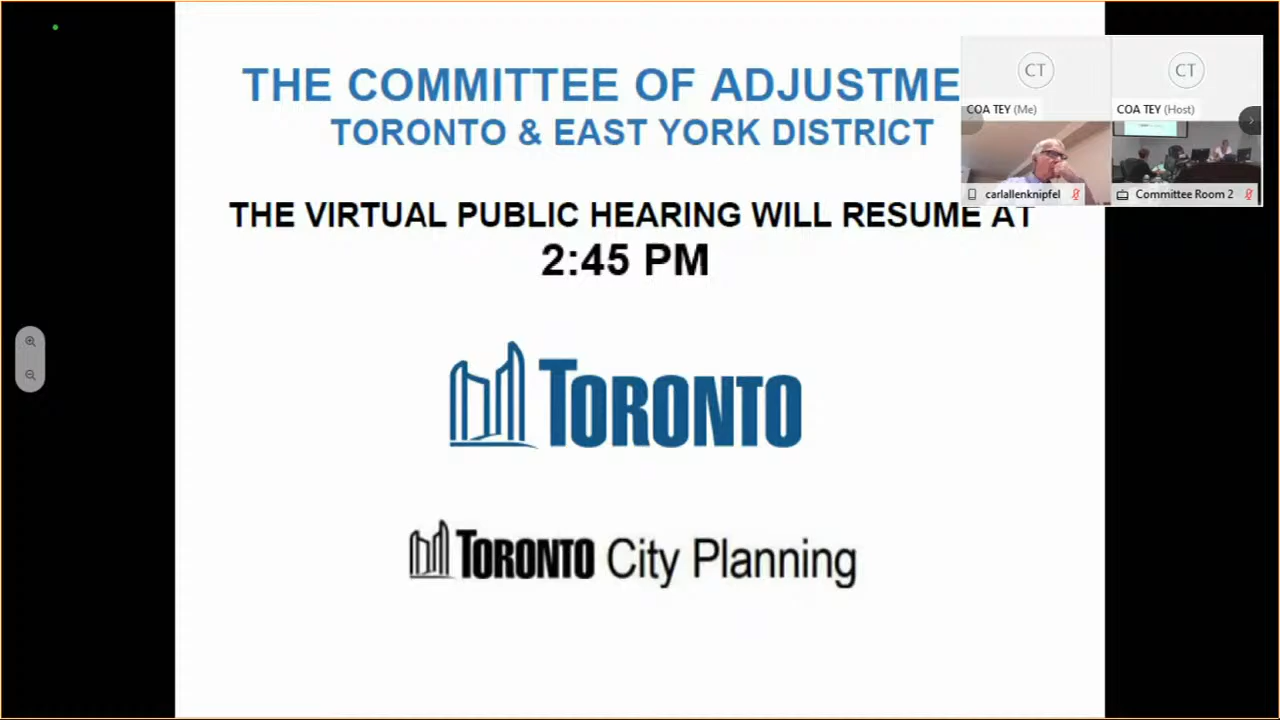 THE COMMITTEE OF ADJUSTME
TORONTO & EAST YORK DISTRICT
THE VIRTUAL PUBLIC HEARING WILL RESUME AT
2:45 PM
TORONTO
TORONTO City Planning
CT
COA TEY (Me)
CT
COA TEY (Host)
carlallenknipfel
Committee Room 2